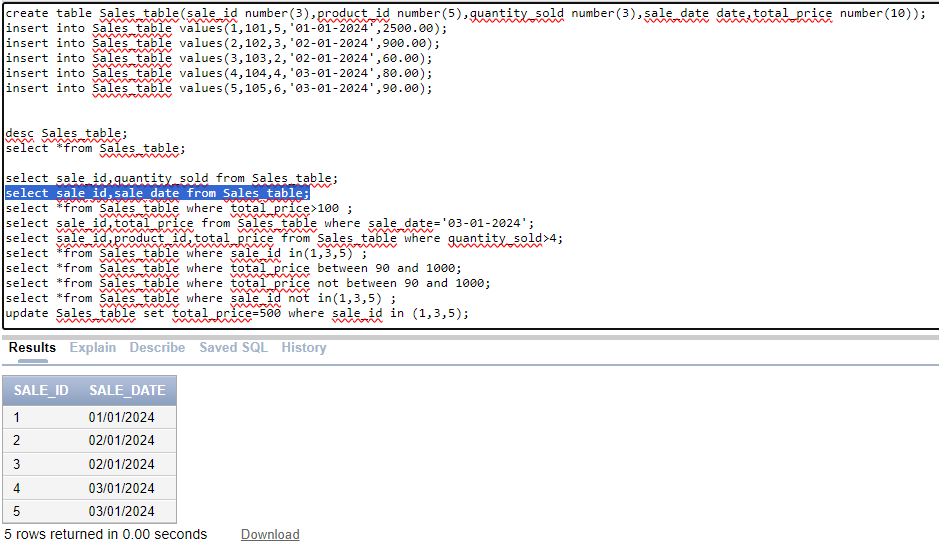 create table Sales_table(sale_id number(3),product_id number(5),quantity_sold number(3),sale_date date,total_price number(10));
insert into Sales_table values(1,101,5,'01-01-2024',2500.00);
insert into Sales_table values(2,102,3,'02-01-2024',900.00);
insert into Sales_table values(3,103,2,'02-01-2024',60.00);
insert into Sales_table values(4,104,4,'03-01-2024',80.00);
insert into Sales_table values(5,105,6,'03-01-2024',90.00);
desc Sales_table;
select *from Sales_table;
select sale_id,quantity_sold from Sales_table;
select sale_id,sale_date from Sales_table;
select *from Sales_table where total_price>100 ;
select sale_id,total_price from Sales_table where sale_date='03-01-2024';
select sale_id,product_id,total_price from Sales_table where quantity_sold>4;
select *from Sales_table where sale_id in(1,3,5) ;
select *from Sales_table where total_price between 90 and 1000;
select *from Sales_table where total_price not between 90 and 1000;
select *from Sales_table where sale_id not in(1,3,5) ;
update Sales_table set total_price=500 where sale_id in (1,3,5);
Results Explain Describe Saved SQL History
SALE_ID SALE_DATE
1 01/01/2024
2 02/01/2024
3 02/01/2024
4 03/01/2024
5 03/01/2024
5 rows returned in 0.00 seconds Download